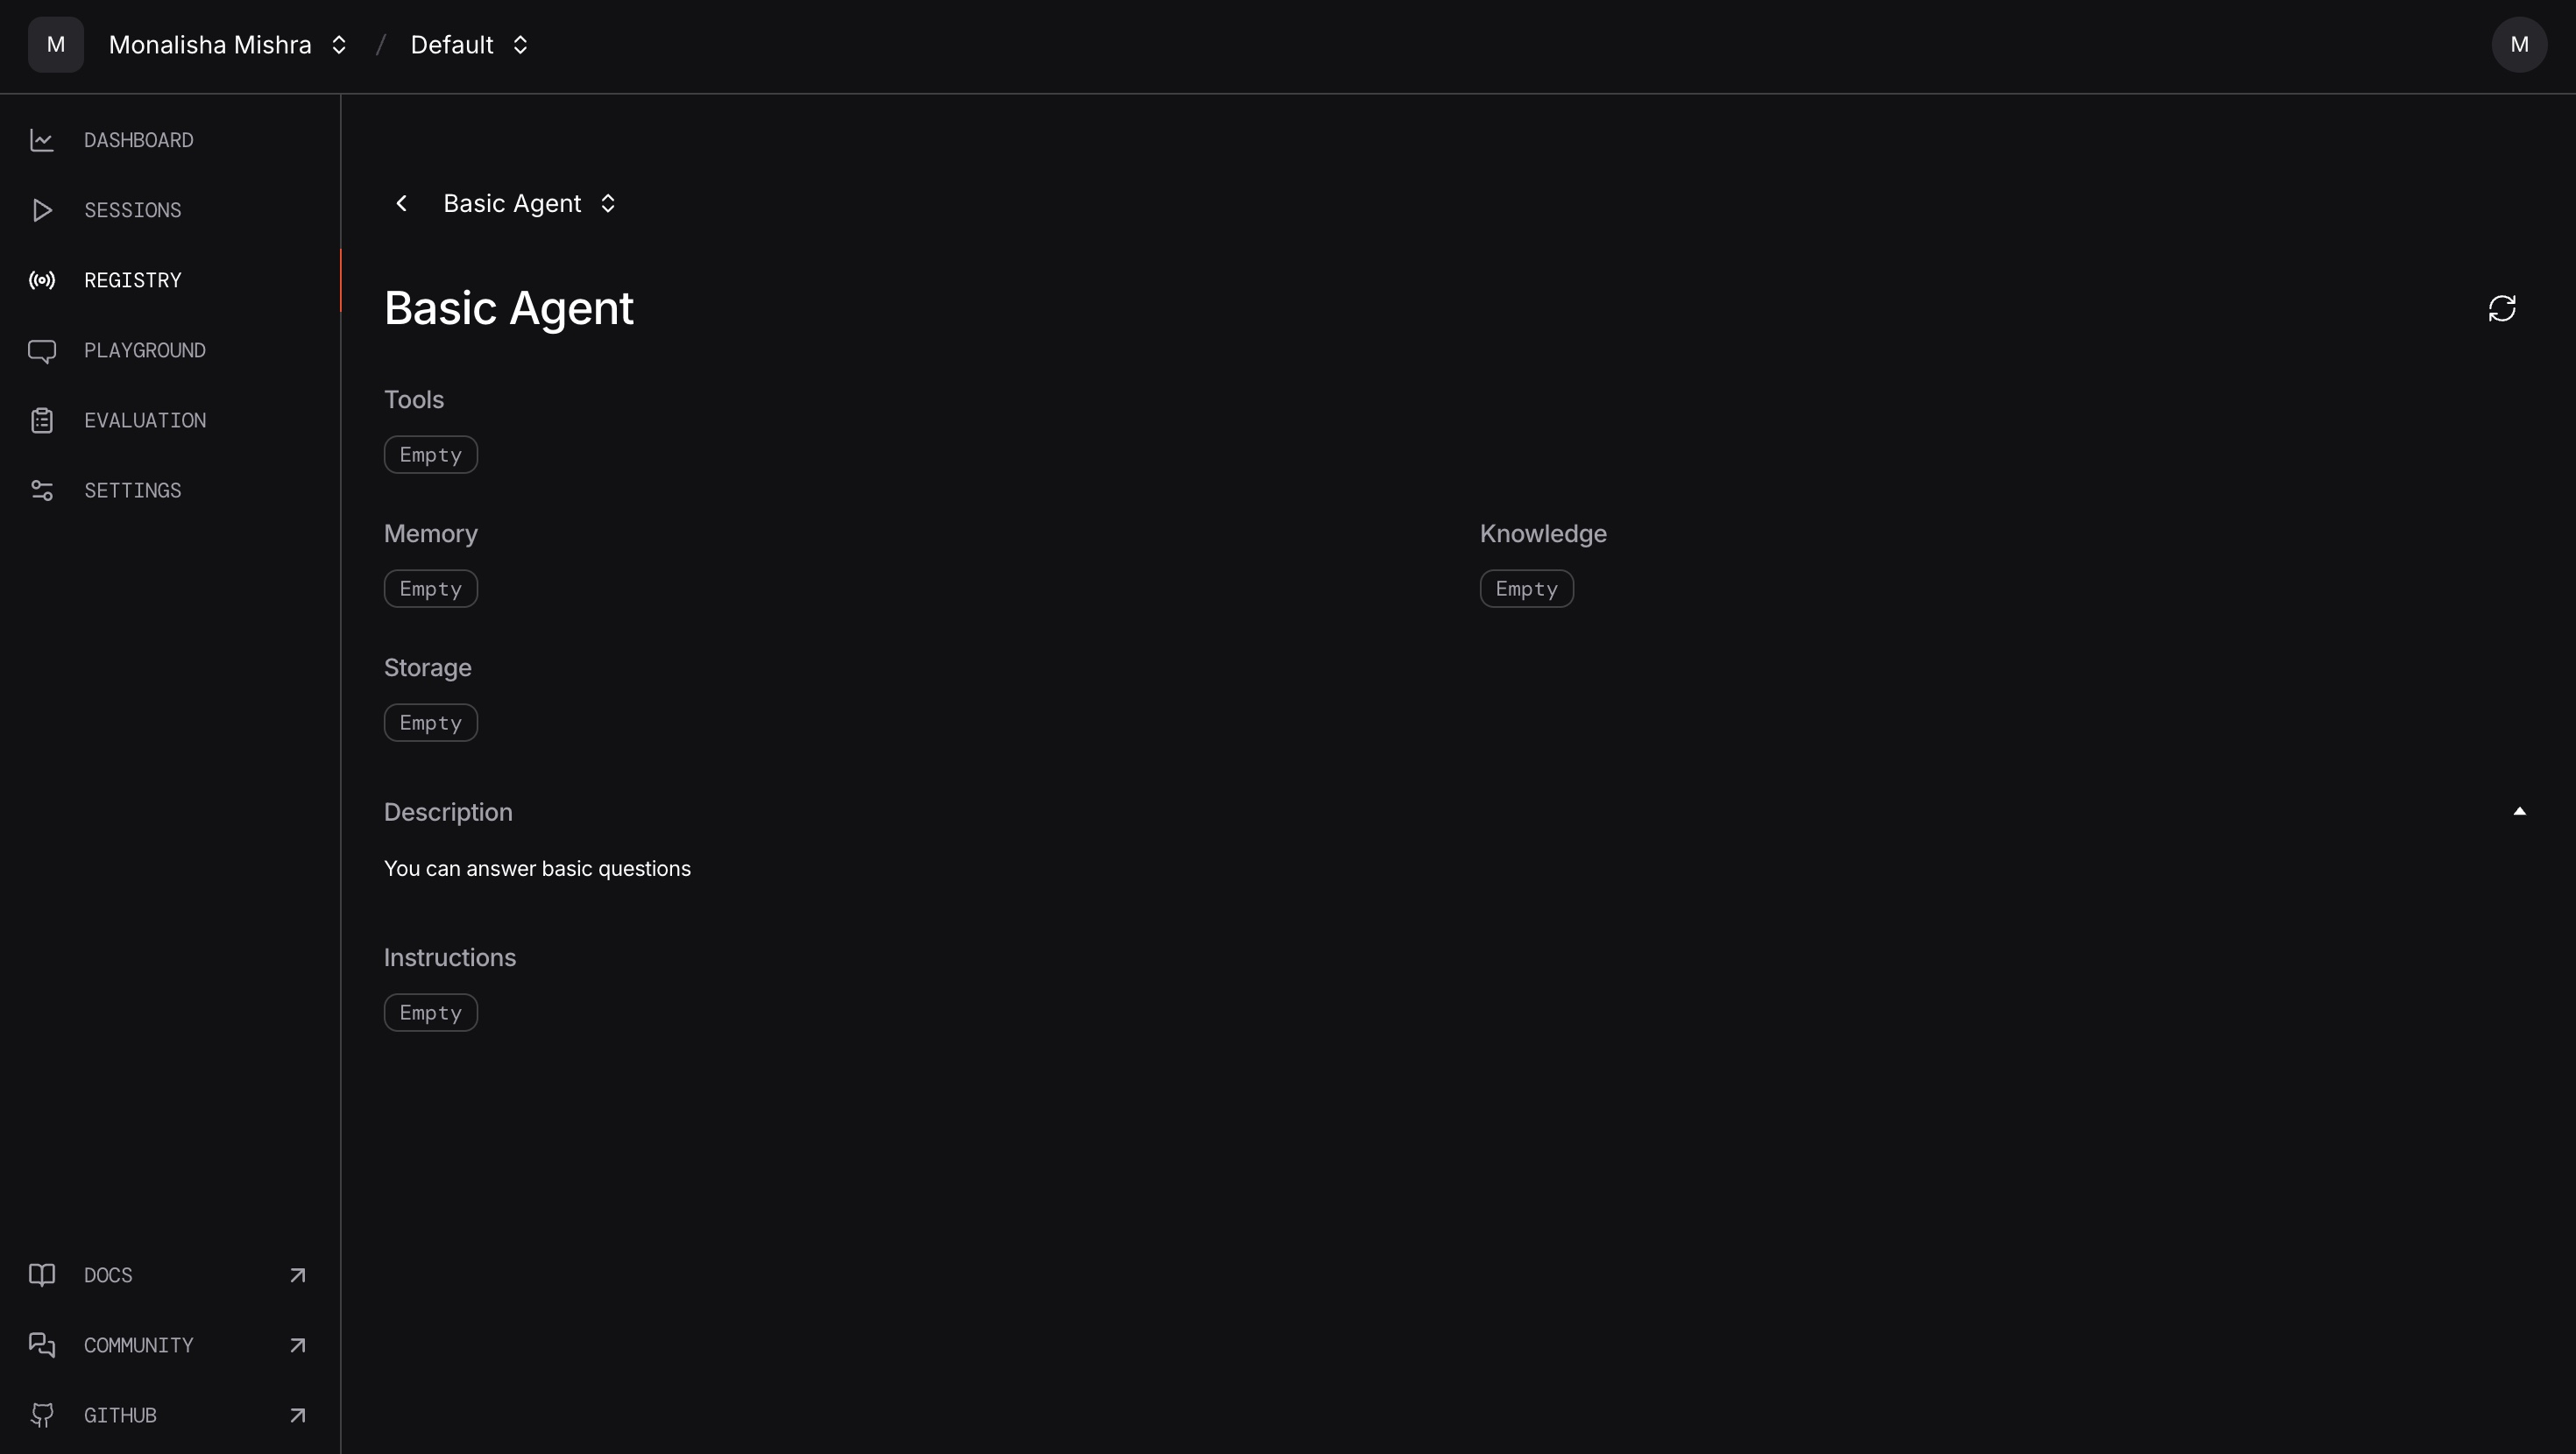 M Monalisha Mishra / Default M
DASHBOARD
SESSIONS
REGISTRY
PLAYGROUND
EVALUATION
SETTINGS
DOCS
COMMUNITY
GITHUB
Basic Agent
Basic Agent
Tools
Empty
Memory
Empty
Knowledge
Empty
Storage
Empty
Description
You can answer basic questions
Instructions
Empty